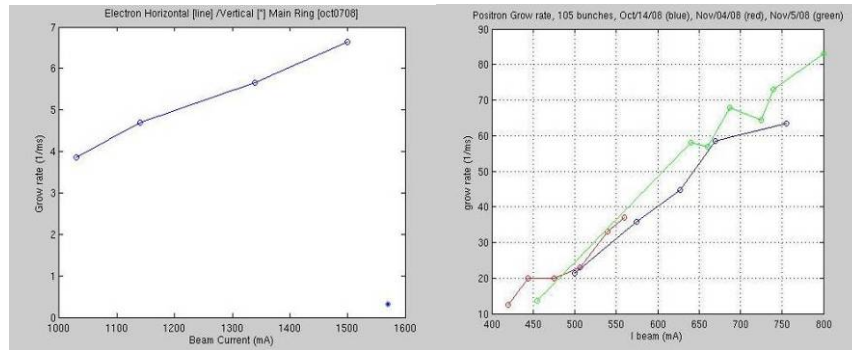 Electron Horizontal [line] /Vertical [*] Main Ring [oct0708]
7
6
5
4
3
2
1
0
Grow rate (1/ms)
1000 1100 1200 1300 1400 1500 1600
Beam Current (mA)
Positron Grow rate, 105 bunches, Oct/14/08 (blue), Nov/04/08 (red), Nov/5/08 (green)
90
80
70
60
50
40
30
20
10
grow rate (1/ms)
400 450 500 550 600 650 700 750 800
I beam (mA)